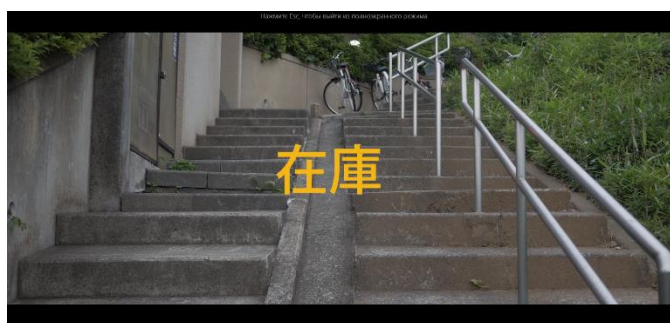 Нажмите Esc, чтобы выйти из полноэкранного режима
在庫